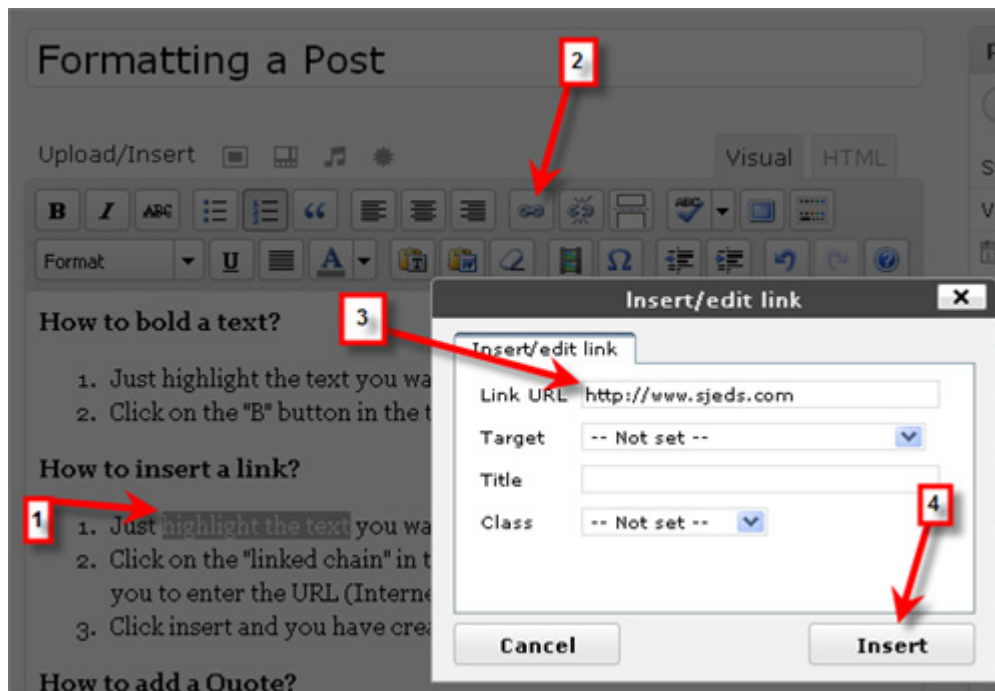 Formatting a Post
2
Upload/Insert
Visual
HTML
B I ABC ABC
Format U A T W Ω
Insert/edit link X
How to bold a text?
3
Insert/edit link
1. Just highlight the text you wa
Link URL http://www.sjeds.com
2. Click on the "B" button in the t
Target -- Not set --
How to insert a link?
Title
1
1. Just highlight the text you wa
Class -- Not set --
4
2. Click on the "linked chain" in t
you to enter the URL (Interne
3. Click insert and you have crea
Cancel
Insert
How to add a Quote?